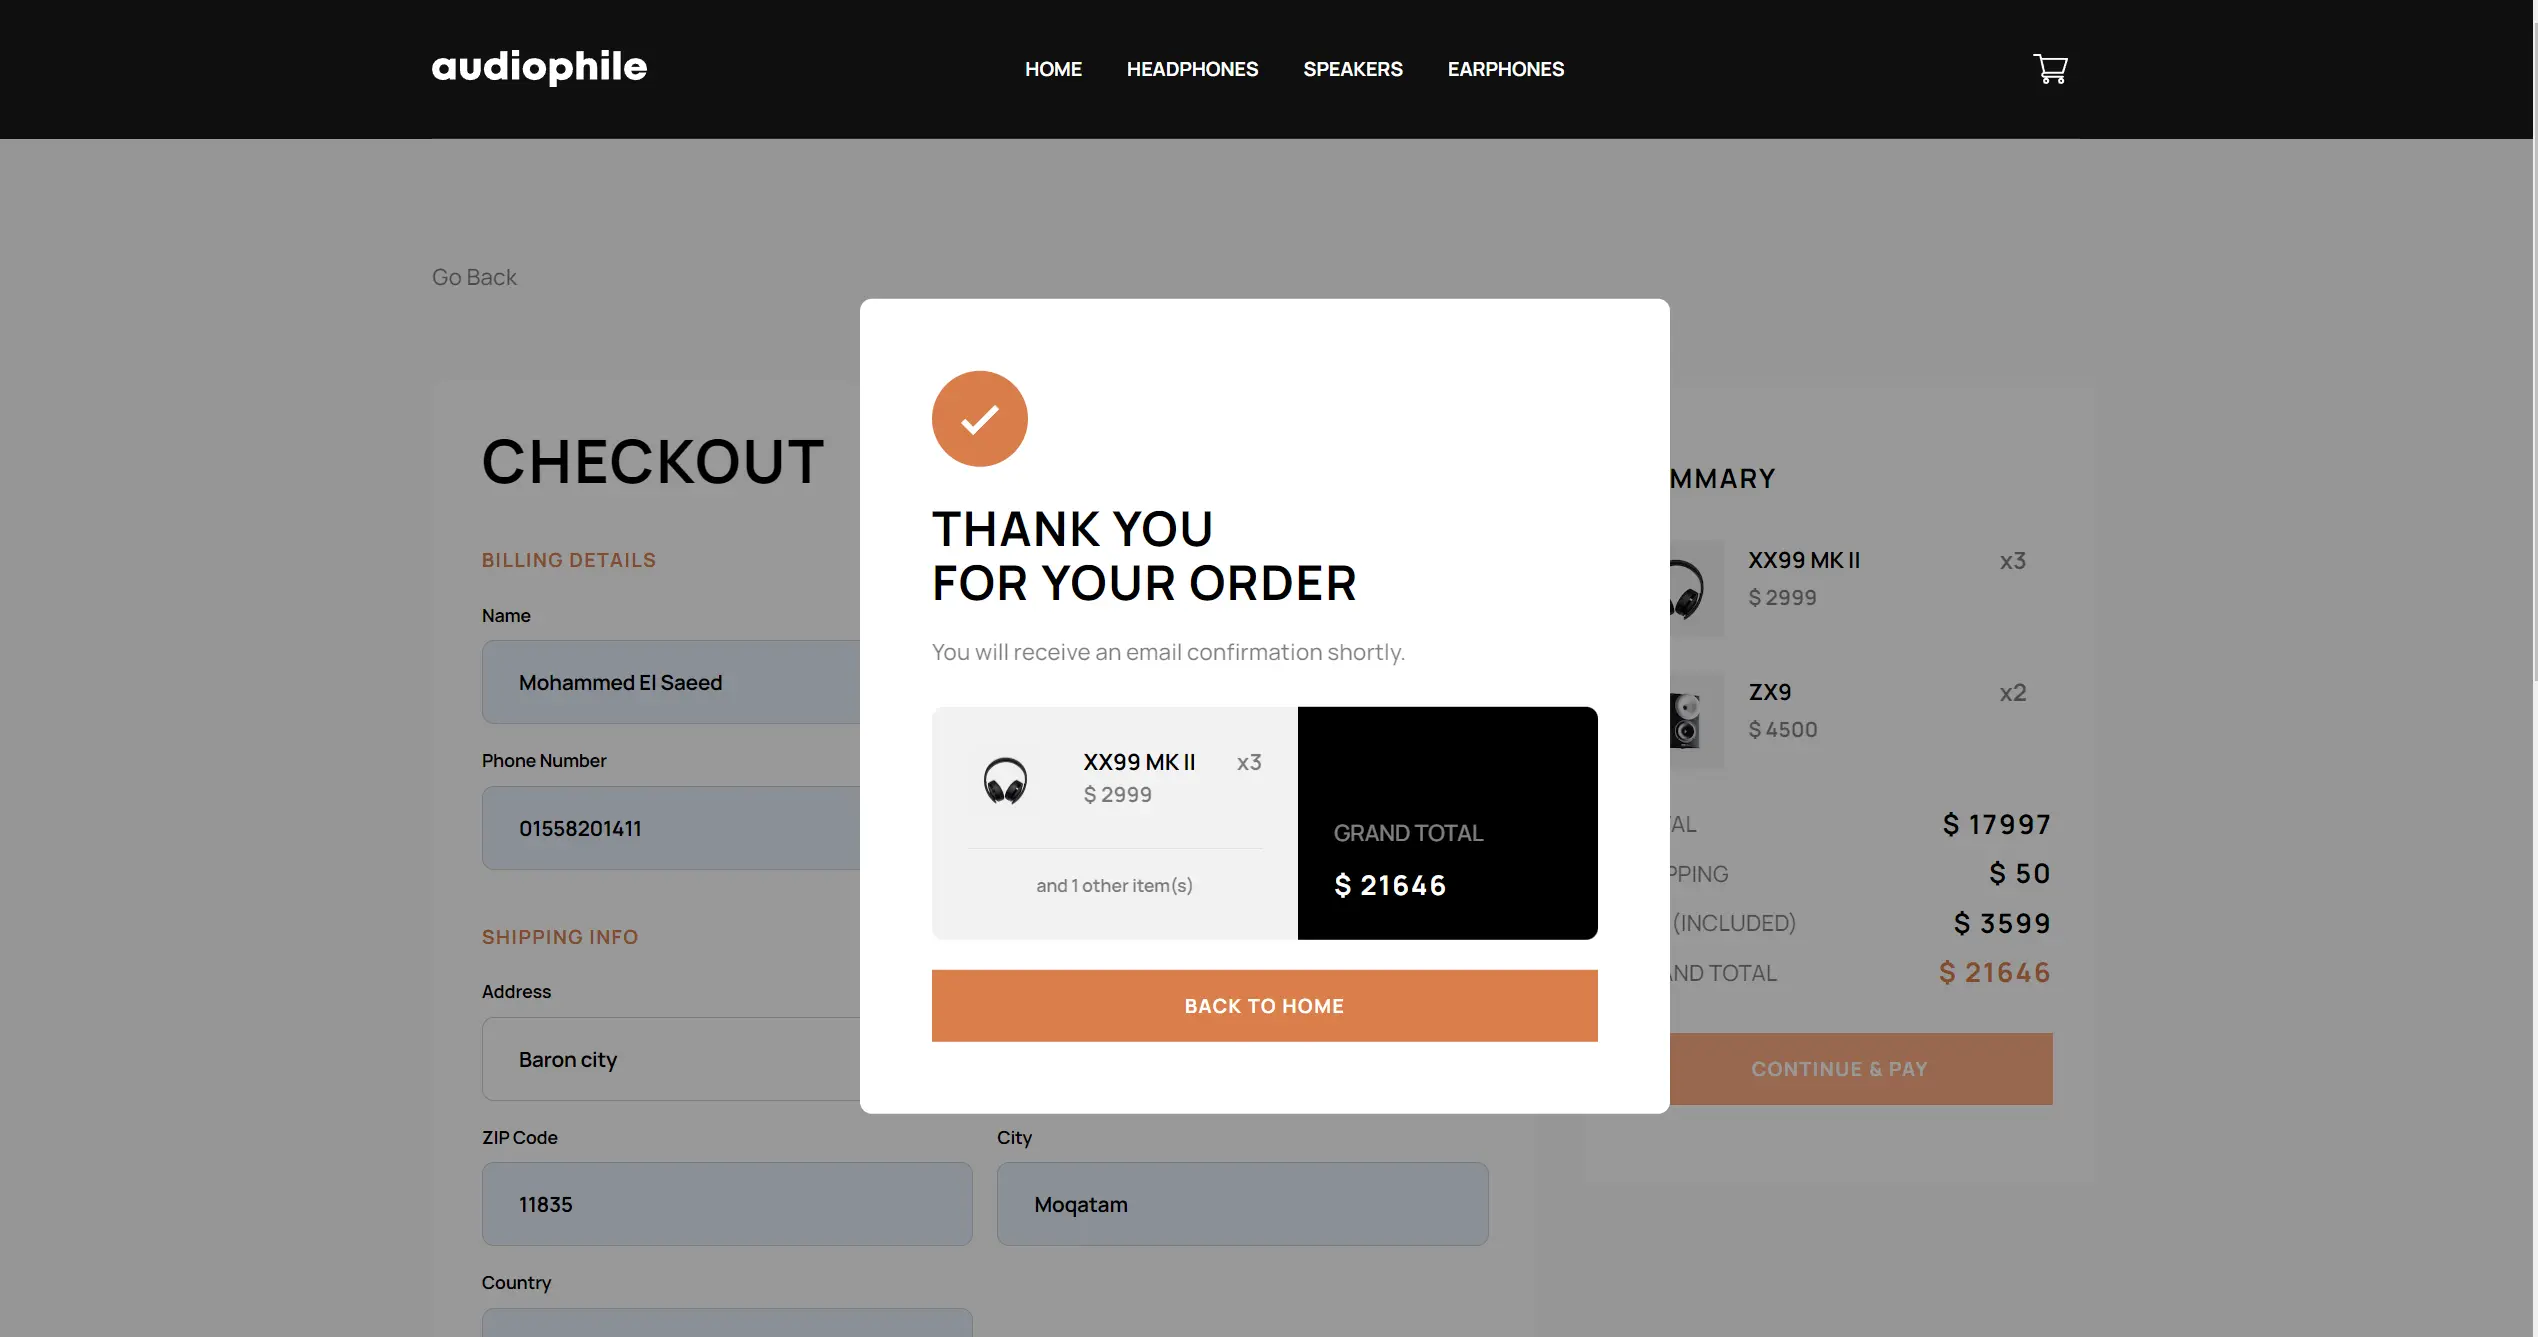 audiophile
HOME HEADPHONES SPEAKERS EARPHONES
Go Back
CHECKOUT
BILLING DETAILS
Name
Mohammed El Saeed
Phone Number
01558201411
SHIPPING INFO
Address
Baron city
ZIP Code
11835
City
Moqatam
Country
THANK YOU
FOR YOUR ORDER
You will receive an email confirmation shortly.
XX99 MK II x3
$ 2999
and 1 other item(s)
GRAND TOTAL
$ 21646
BACK TO HOME
MMARY
XX99 MK II x3
$ 2999
ZX9 x2
$ 4500
AL $ 17997
PPING $ 50
(INCLUDED) $ 3599
ND TOTAL $ 21646
CONTINUE & PAY